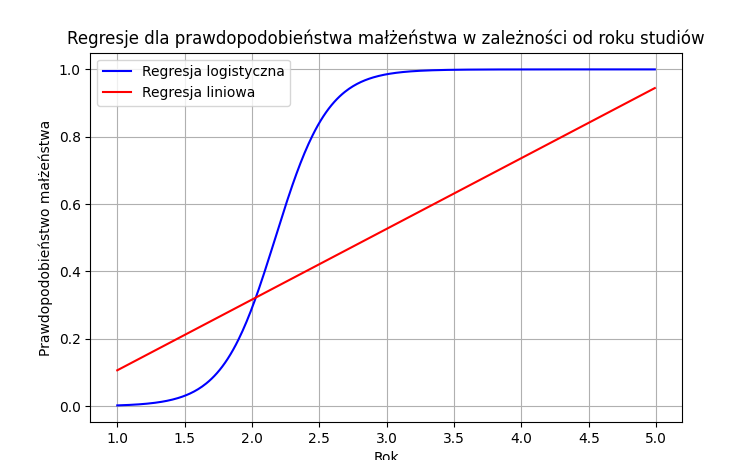 Regresje dla prawdopodobieństwa małżeństwa w zależności od roku studiów
Regresja logistyczna
Regresja liniowa
Prawdopodobieństwo małżeństwa
1.0
0.8
0.6
0.4
0.2
0.0
1.0 1.5 2.0 2.5 3.0 3.5 4.0 4.5 5.0
Rok